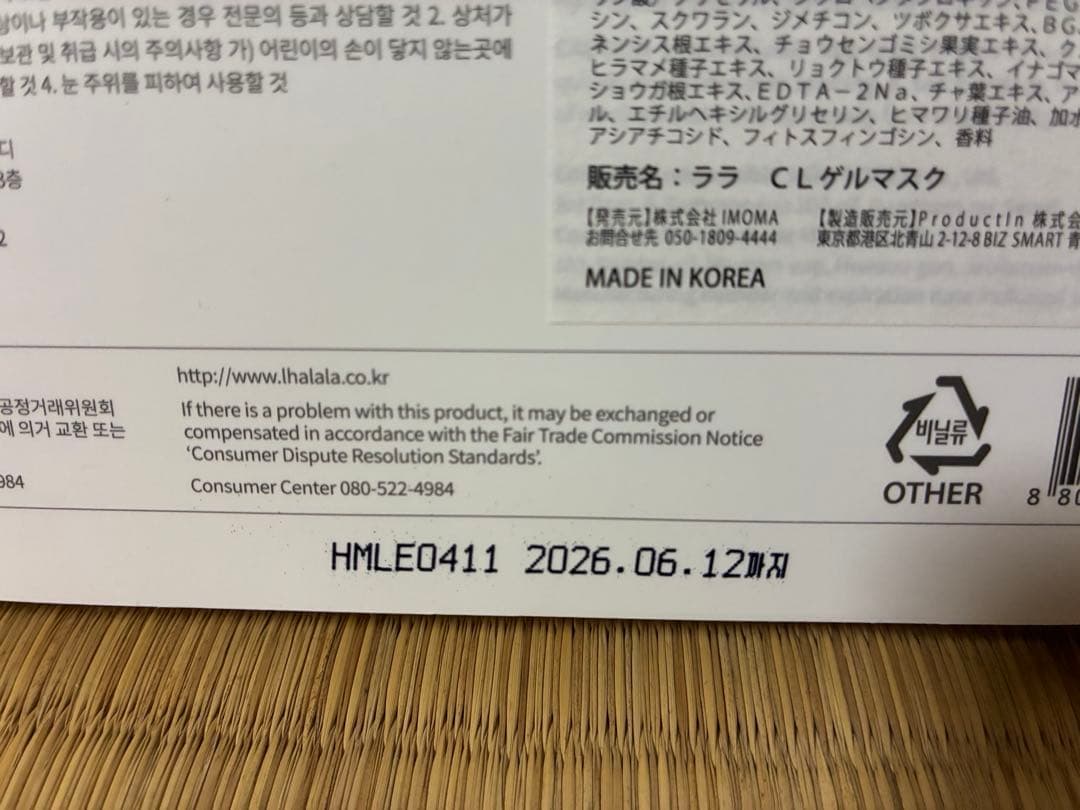 이나 부작용이 있는 경우 전문의 등과 상담할 것 2. 상처가
보관 및 취급 시의 주의사항 가) 어린이의 손이 닿지 않는곳에
할 것 4. 눈 주위를 피하여 사용할 것
디
3층
2
シン、スクワラン、ジメチコン、ツボクサエキス、BG、
ネンシス根エキス、チョウセンゴミシ果実エキス、ク
ヒラマメ種子エキス、リョクトウ種子エキス、イナゴマ
ショウガ根エキス、EDTA－2Na、チャ葉エキス、ア
ル、エチルヘキシルグリセリン、ヒマワリ種子油、加水
アシアチコシド、フィトスフィンゴシン、香料
販売名：ララ　CLゲルマスク
【発売元】株式会社 IMOMA 【製造販売元】ProductIn 株式会
お問合せ先 050-1809-4444 東京都港区北青山 2-12-8 BIZ SMART 青
MADE IN KOREA
http://www.lhalala.co.kr
공정거래위원회
에 의거 교환 또는
984
If there is a problem with this product, it may be exchanged or
compensated in accordance with the Fair Trade Commission Notice
‘Consumer Dispute Resolution Standards’.
Consumer Center 080-522-4984
비닐류
OTHER
8 80
HMLE0411 2026.06.12까지